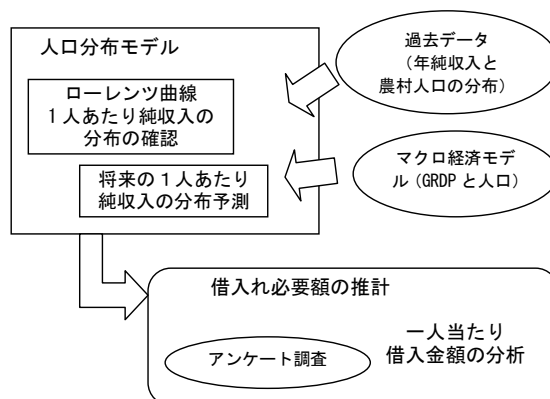 人口分布モデル
ローレンツ曲線
１人あたり純収入の
分布の確認
将来の１人あたり
純収入の分布予測
過去データ
（年純収入と
農村人口の分布）
マクロ経済モデ
ル（GRDP と人口）
借入れ必要額の推計
アンケート調査
一人当たり
借入金額の分析